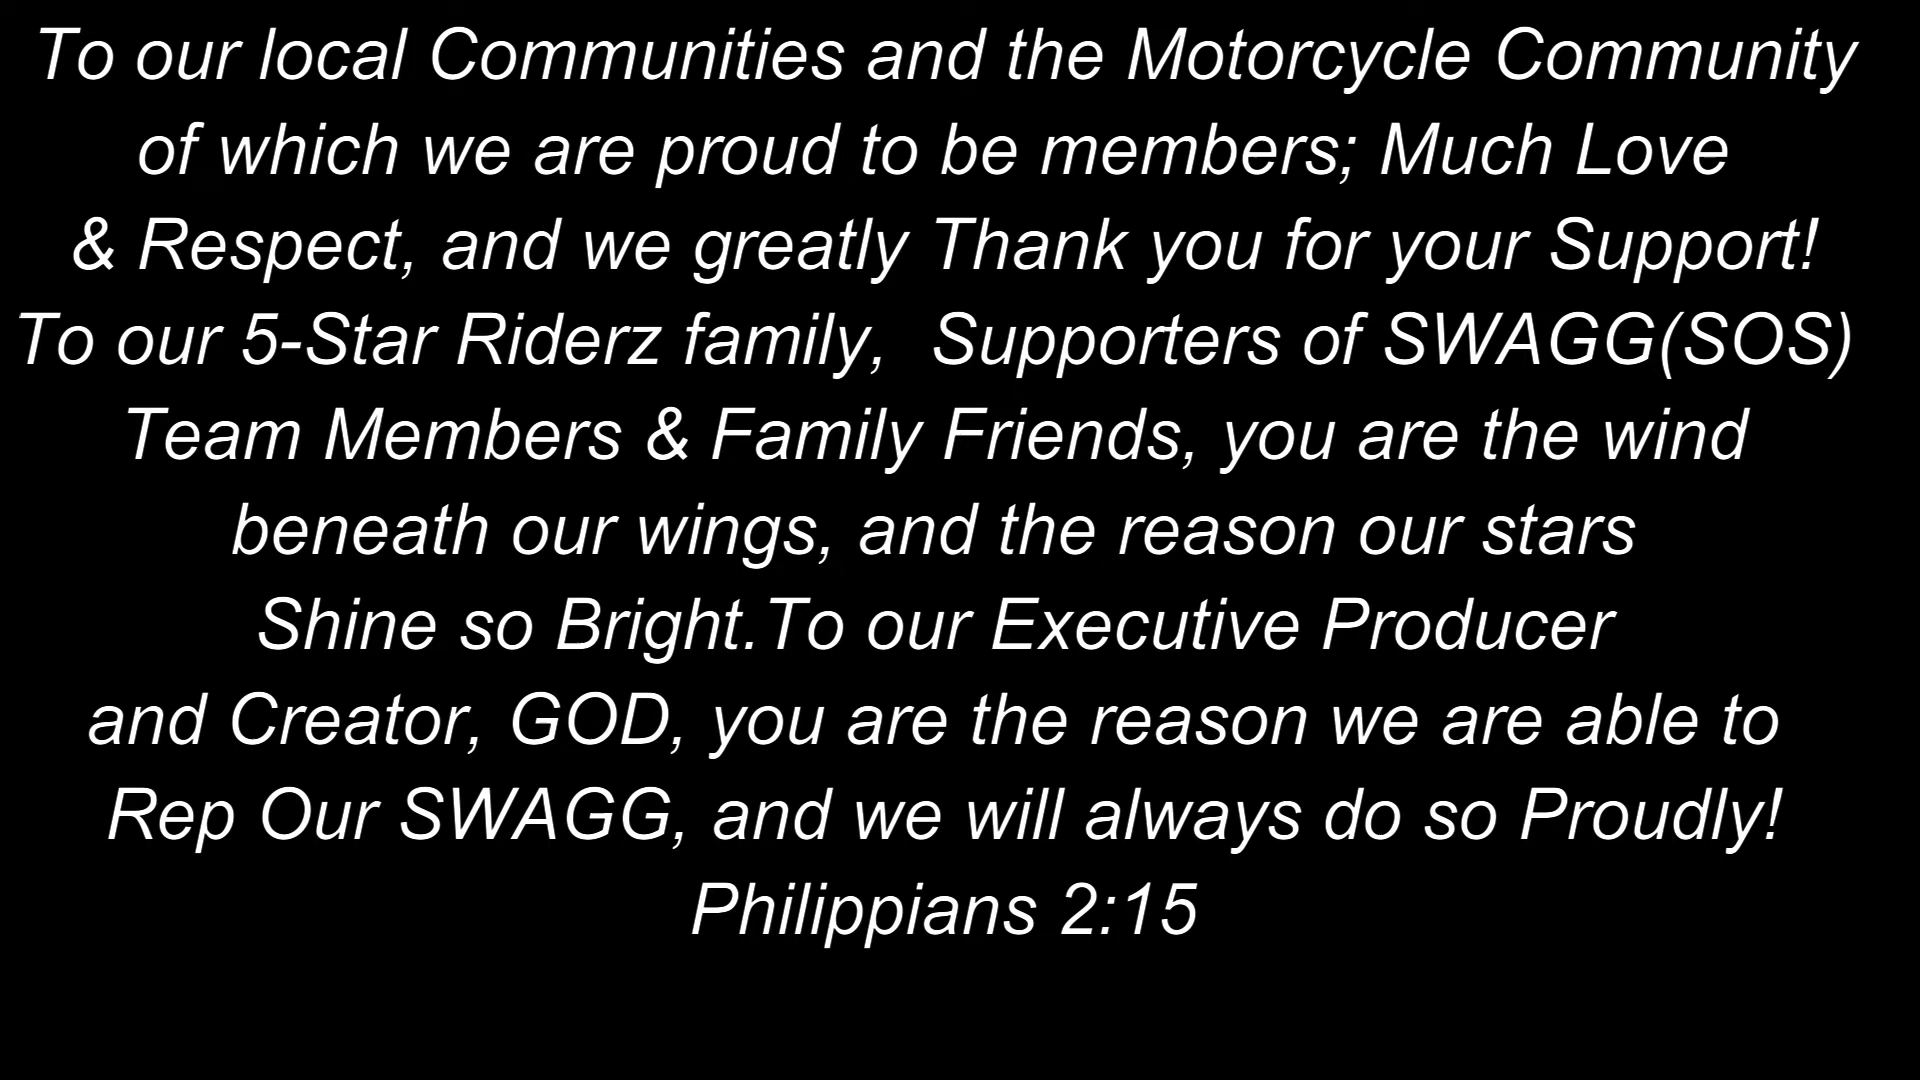 To our local Communities and the Motorcycle Community
of which we are proud to be members; Much Love
& Respect, and we greatly Thank you for your Support!
To our 5-Star Riderz family,  Supporters of SWAGG(SOS)
Team Members & Family Friends, you are the wind
beneath our wings, and the reason our stars
Shine so Bright.To our Executive Producer
and Creator, GOD, you are the reason we are able to
Rep Our SWAGG, and we will always do so Proudly!
Philippians 2:15